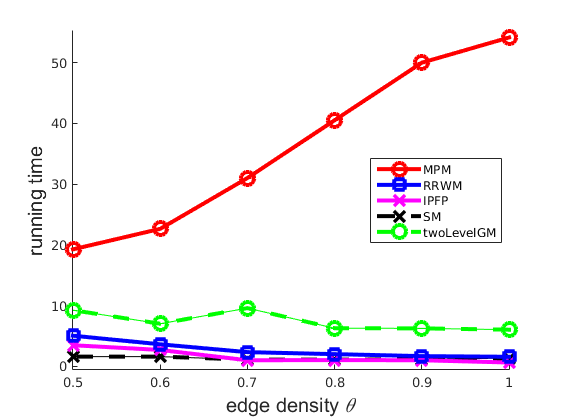 50
40
30
20
10
0
0.5 0.6 0.7 0.8 0.9 1
running time
edge density θ
MPM
RRWM
IPFP
SM
twoLevelGM